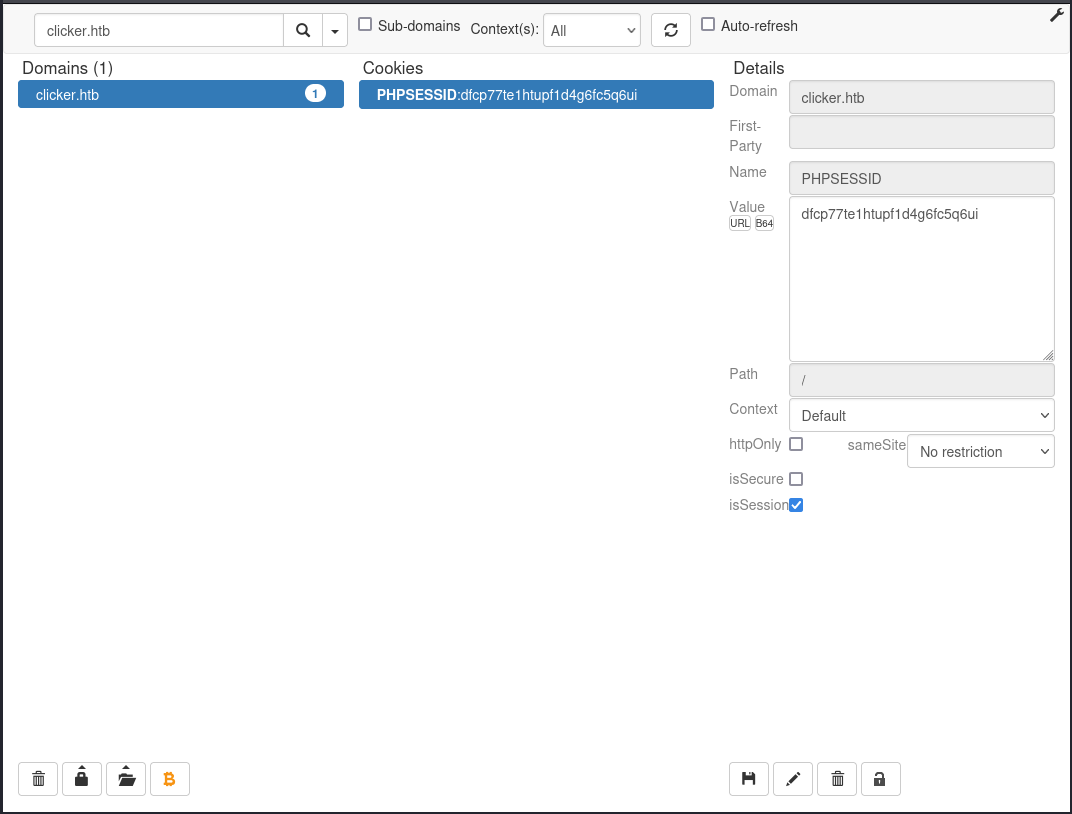 clicker.htb
Sub-domains
Context(s):
All
Auto-refresh
Domains (1)
clicker.htb
1
Cookies
PHPSESSID:dfcp77te1htupf1d4g6fc5q6ui
Details
Domain
clicker.htb
First-
Party
Name
PHPSESSID
Value
URL
B64
dfcp77te1htupf1d4g6fc5q6ui
Path
/
Context
Default
httpOnly
sameSite
No restriction
isSecure
isSession